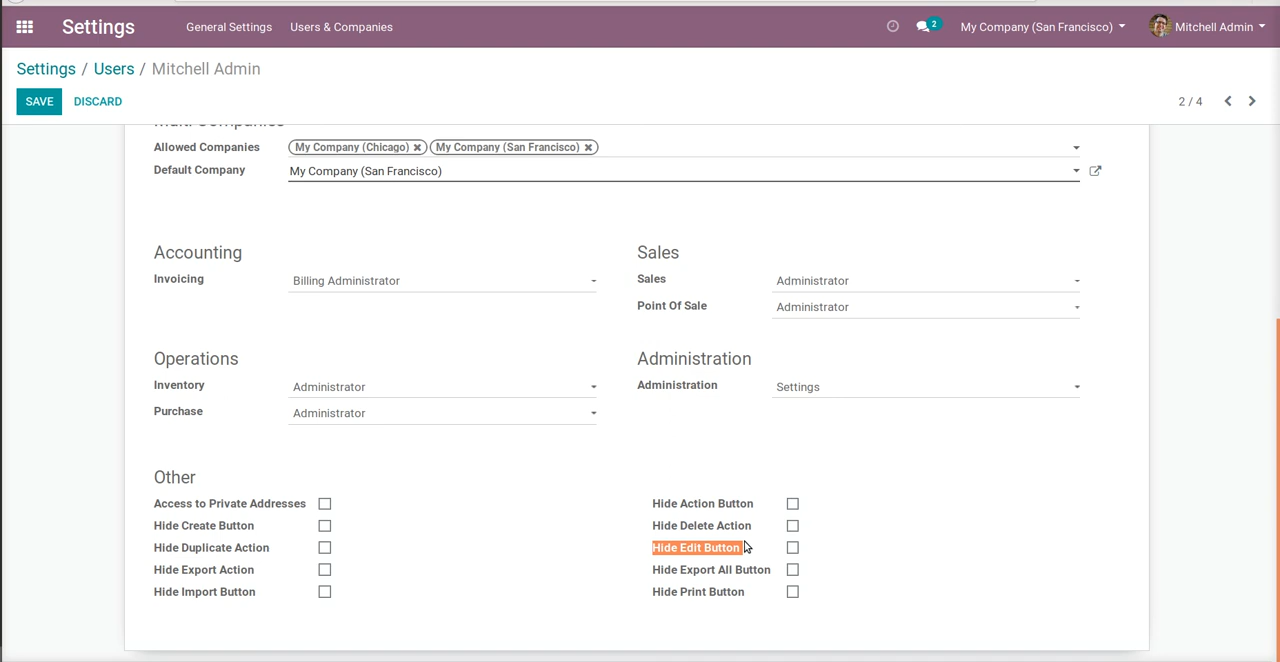 Settings General Settings Users & Companies 2 My Company (San Francisco) Mitchell Admin
Settings / Users / Mitchell Admin
SAVE DISCARD 2 / 4
Multi Companies
Allowed Companies My Company (Chicago) ✖ My Company (San Francisco) ✖
Default Company My Company (San Francisco)
Accounting
Invoicing Billing Administrator
Sales
Sales Administrator
Point Of Sale Administrator
Operations
Inventory Administrator
Purchase Administrator
Administration
Administration Settings
Other
Access to Private Addresses
Hide Create Button
Hide Duplicate Action
Hide Export Action
Hide Import Button
Hide Action Button
Hide Delete Action
Hide Edit Button
Hide Export All Button
Hide Print Button